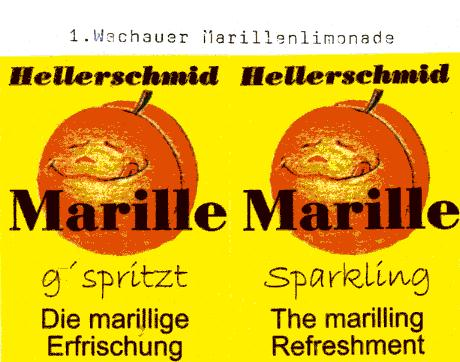 1.Wachauer Marillenlimonade
Hellerschmid
Marille
g´spritzt
Die marillige
Erfrischung
Hellerschmid
Marille
Sparkling
The marilling
Refreshment